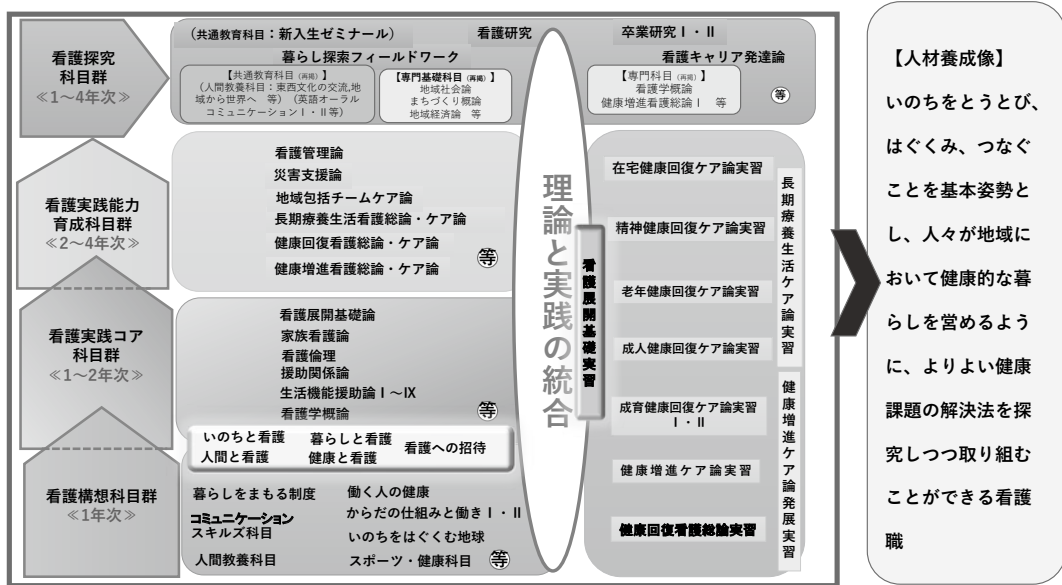 看護探究
科目群
≪1～4年次≫
(共通教育科目：新入生ゼミナール)
看護研究
卒業研究Ⅰ・Ⅱ
暮らし探索フィールドワーク
看護キャリア発達論
【共通教育科目（再掲）】
(人間教養科目：東西文化の交流,地
域から世界へ　等)（英語オーラル
コミュニケーションⅠ・Ⅱ等）
【専門基礎科目（再掲）】
地域社会論
まちづくり概論
地域経済論　等
【専門科目（再掲）】
看護学概論
健康増進看護総論Ⅰ　等
等
看護実践能力
育成科目群
≪2～4年次≫
看護管理論
災害支援論
地域包括チームケア論
長期療養生活看護総論・ケア論
健康回復看護総論・ケア論
健康増進看護総論・ケア論
等
看護実践コア
科目群
≪1～2年次≫
看護展開基礎論
家族看護論
看護倫理
援助関係論
生活機能援助論Ⅰ～Ⅸ
看護学概論
等
いのちと看護
暮らしと看護
看護への招待
人間と看護
健康と看護
看護構想科目群
≪1年次≫
暮らしをまもる制度
働く人の健康
コミュニケーション
スキルズ科目
からだの仕組みと働きⅠ・Ⅱ
いのちをはぐくむ地球
人間教養科目
スポーツ・健康科目
等
理論と実践の統合
看護展開基礎実習
在宅健康回復ケア論実習
精神健康回復ケア論実習
老年健康回復ケア論実習
成人健康回復ケア論実習
成育健康回復ケア論実習
Ⅰ・Ⅱ
健康増進ケア論実習
健康回復看護総論実習
長期療養生活ケア論実習
健康増進ケア論発展実習
【人材養成像】
いのちをとうとび、
はぐくみ、つなぐ
ことを基本姿勢と
し、人々が地域に
おいて健康的な暮
らしを営めるよう
に、よりよい健康
課題の解決法を探
究しつつ取り組む
ことができる看護
職